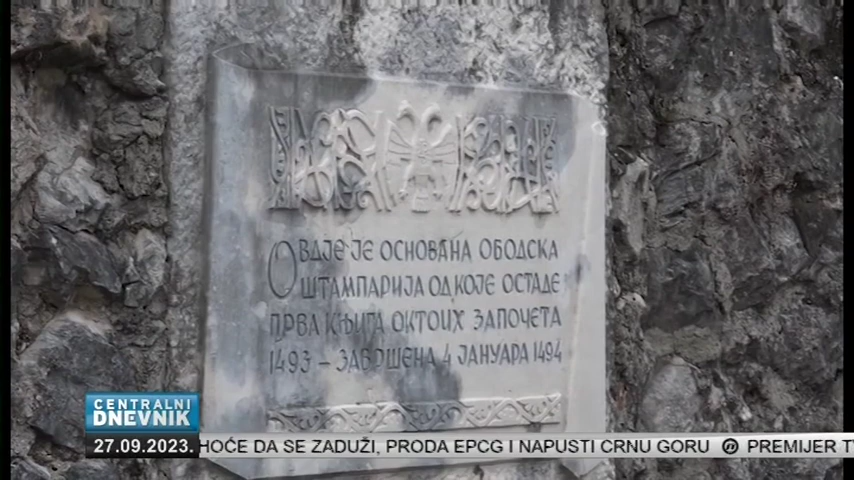 ОВДЈЕ ЈЕ ОСНОВАНА ОБОДСКА
ШТАМПАРИЈА ОД КОЈЕ ОСТАДЕ
ПРВА КЊИГА ОКТОИХ ЗАПОЧЕТА
1493 – ЗАВРШЕНА 4 ЈАНУАРА 1494
CENTRALNI
DNEVNIK
27.09.2023. HOĆE DA SE ZADUŽI, PRODA EPCG I NAPUSTI CRNU GORU PREMIJER TV